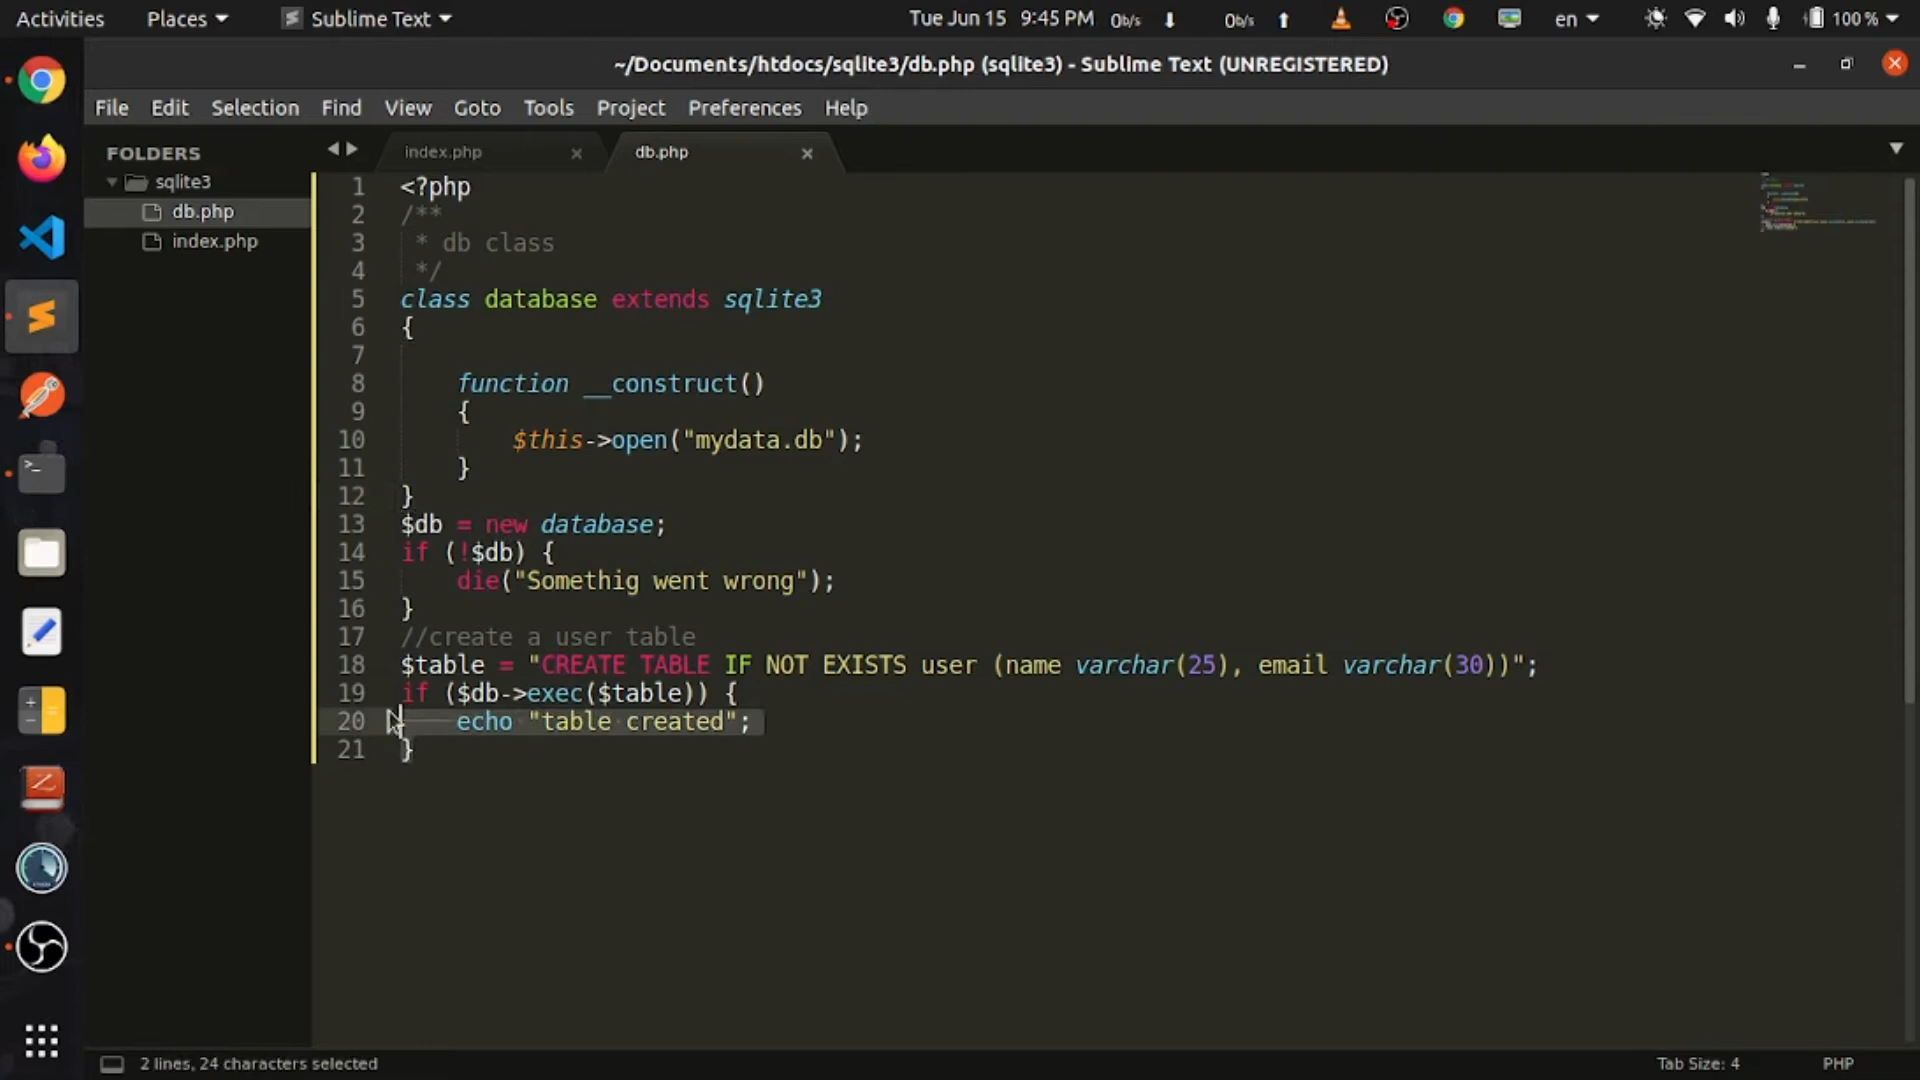 Activities Places Sublime Text Tue Jun 15 9:45 PM 0b/s 0b/s en 100 %
~/Documents/htdocs/sqlite3/db.php (sqlite3) - Sublime Text (UNREGISTERED)
File Edit Selection Find View Goto Tools Project Preferences Help
FOLDERS
sqlite3
db.php
index.php
index.php db.php
1 <?php
2 /**
3  * db class
4  */
5 class database extends sqlite3
6 {
7
8     function __construct()
9     {
10         $this->open("mydata.db");
11     }
12 }
13 $db = new database;
14 if (!$db) {
15     die("Somethig went wrong");
16 }
17 //create a user table
18 $table = "CREATE TABLE IF NOT EXISTS user (name varchar(25), email varchar(30))";
19 if ($db->exec($table)) {
20     echo "table created";
21 }
2 lines, 24 characters selected Tab Size: 4 PHP